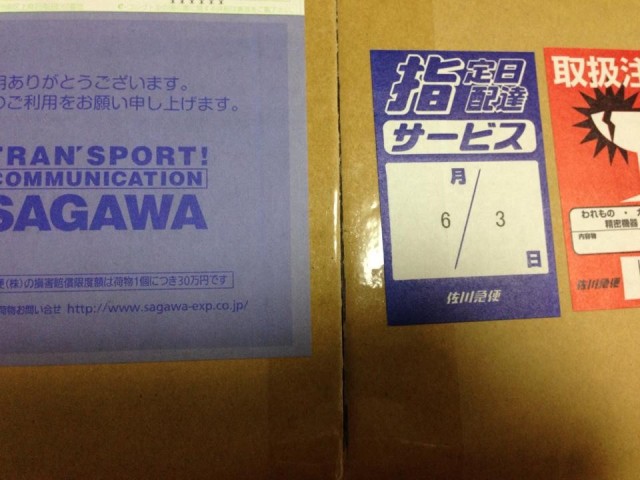 用ありがとうございます。
のご利用をお願い申し上げます。
TRAN'SPORT!
COMMUNICATION
SAGAWA
便(株)の損害賠償限度額は荷物1個につき30万円です
荷物お問い合せ http://www.sagawa-exp.co.jp/
指定日
配達
サービス
月
6 / 3
日
佐川急便
取扱注
われもの・
精密機器
内容物
佐川急便